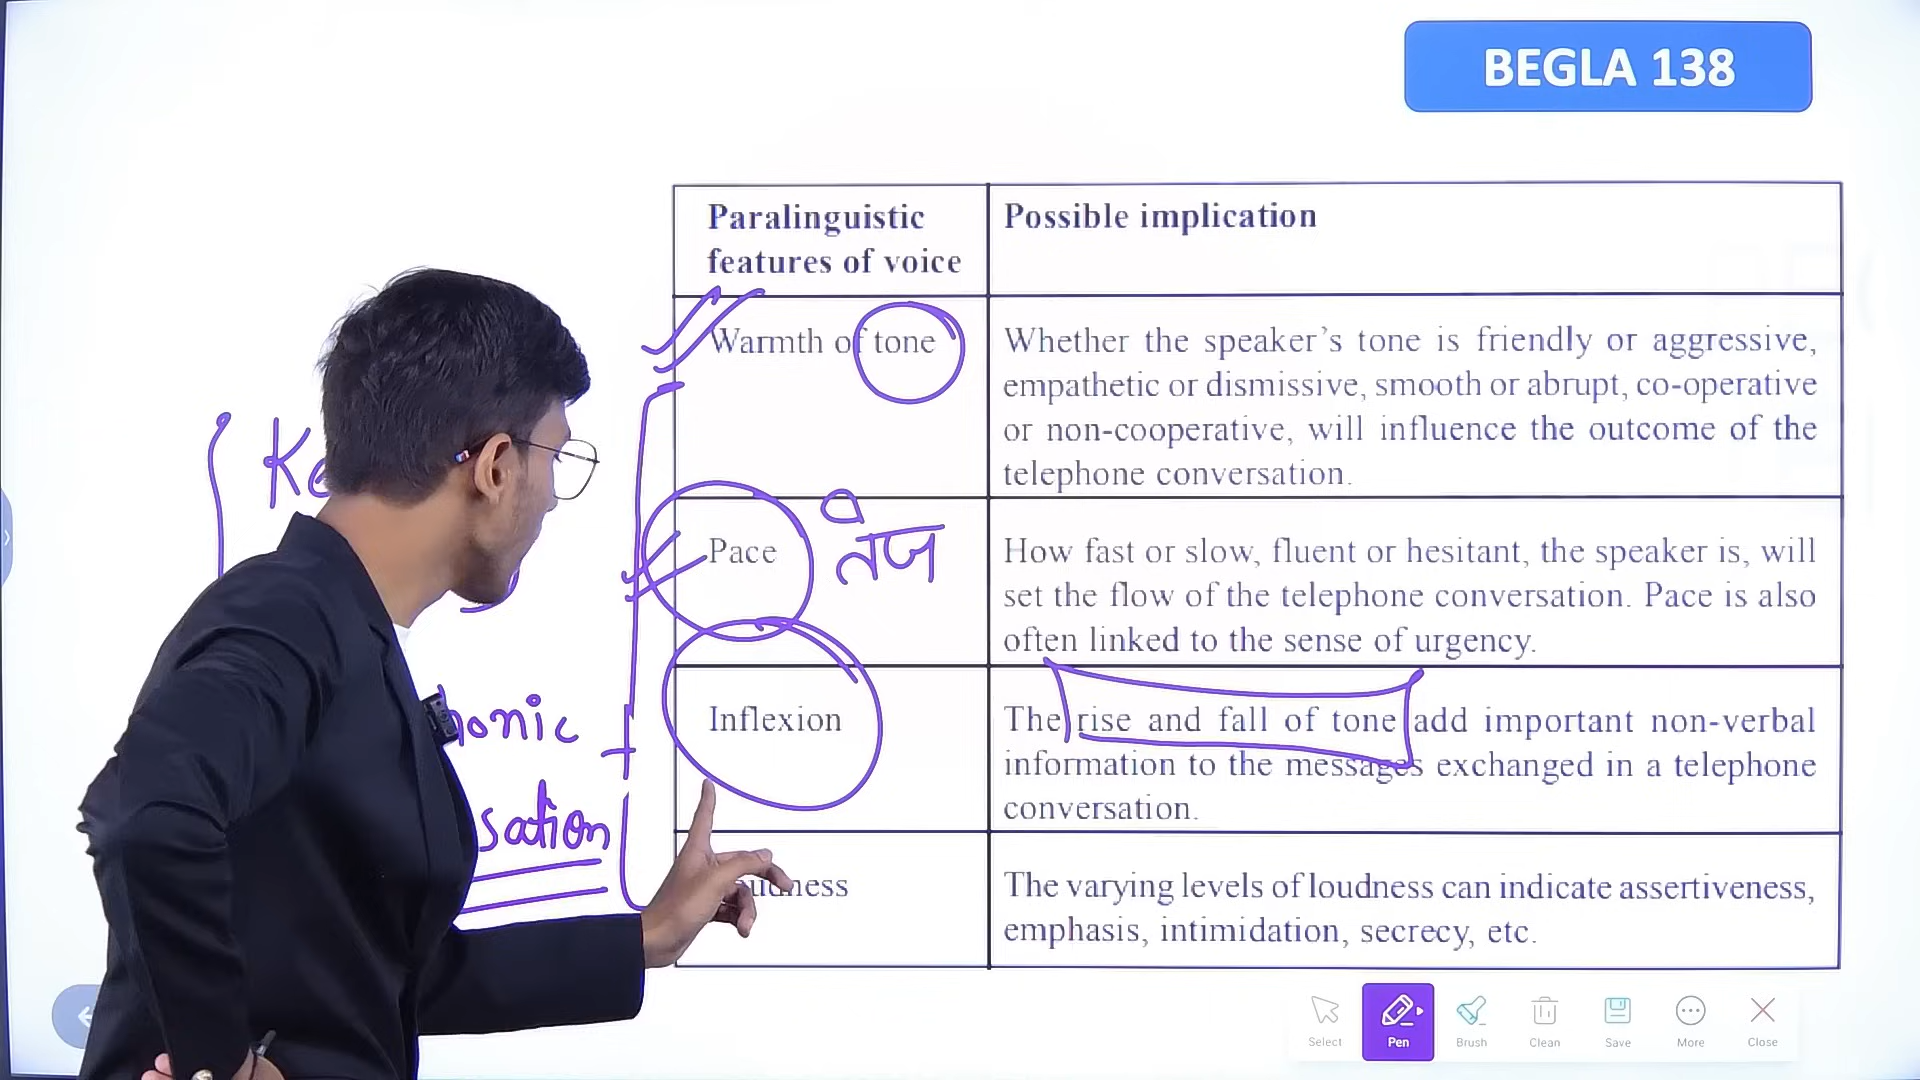 BEGLA 138
Paralinguistic
features of voice
Possible implication
Warmth of tone
Whether the speaker's tone is friendly or aggressive,
empathetic or dismissive, smooth or abrupt, co-operative
or non-cooperative, will influence the outcome of the
telephone conversation.
Pace
तेज
How fast or slow, fluent or hesitant, the speaker is, will
set the flow of the telephone conversation. Pace is also
often linked to the sense of urgency.
Inflexion
The rise and fall of tone add important non-verbal
information to the messages exchanged in a telephone
conversation.
The varying levels of loudness can indicate assertiveness,
emphasis, intimidation, secrecy, etc.
Select
Pen
Brush
Clean
Save
More
Close